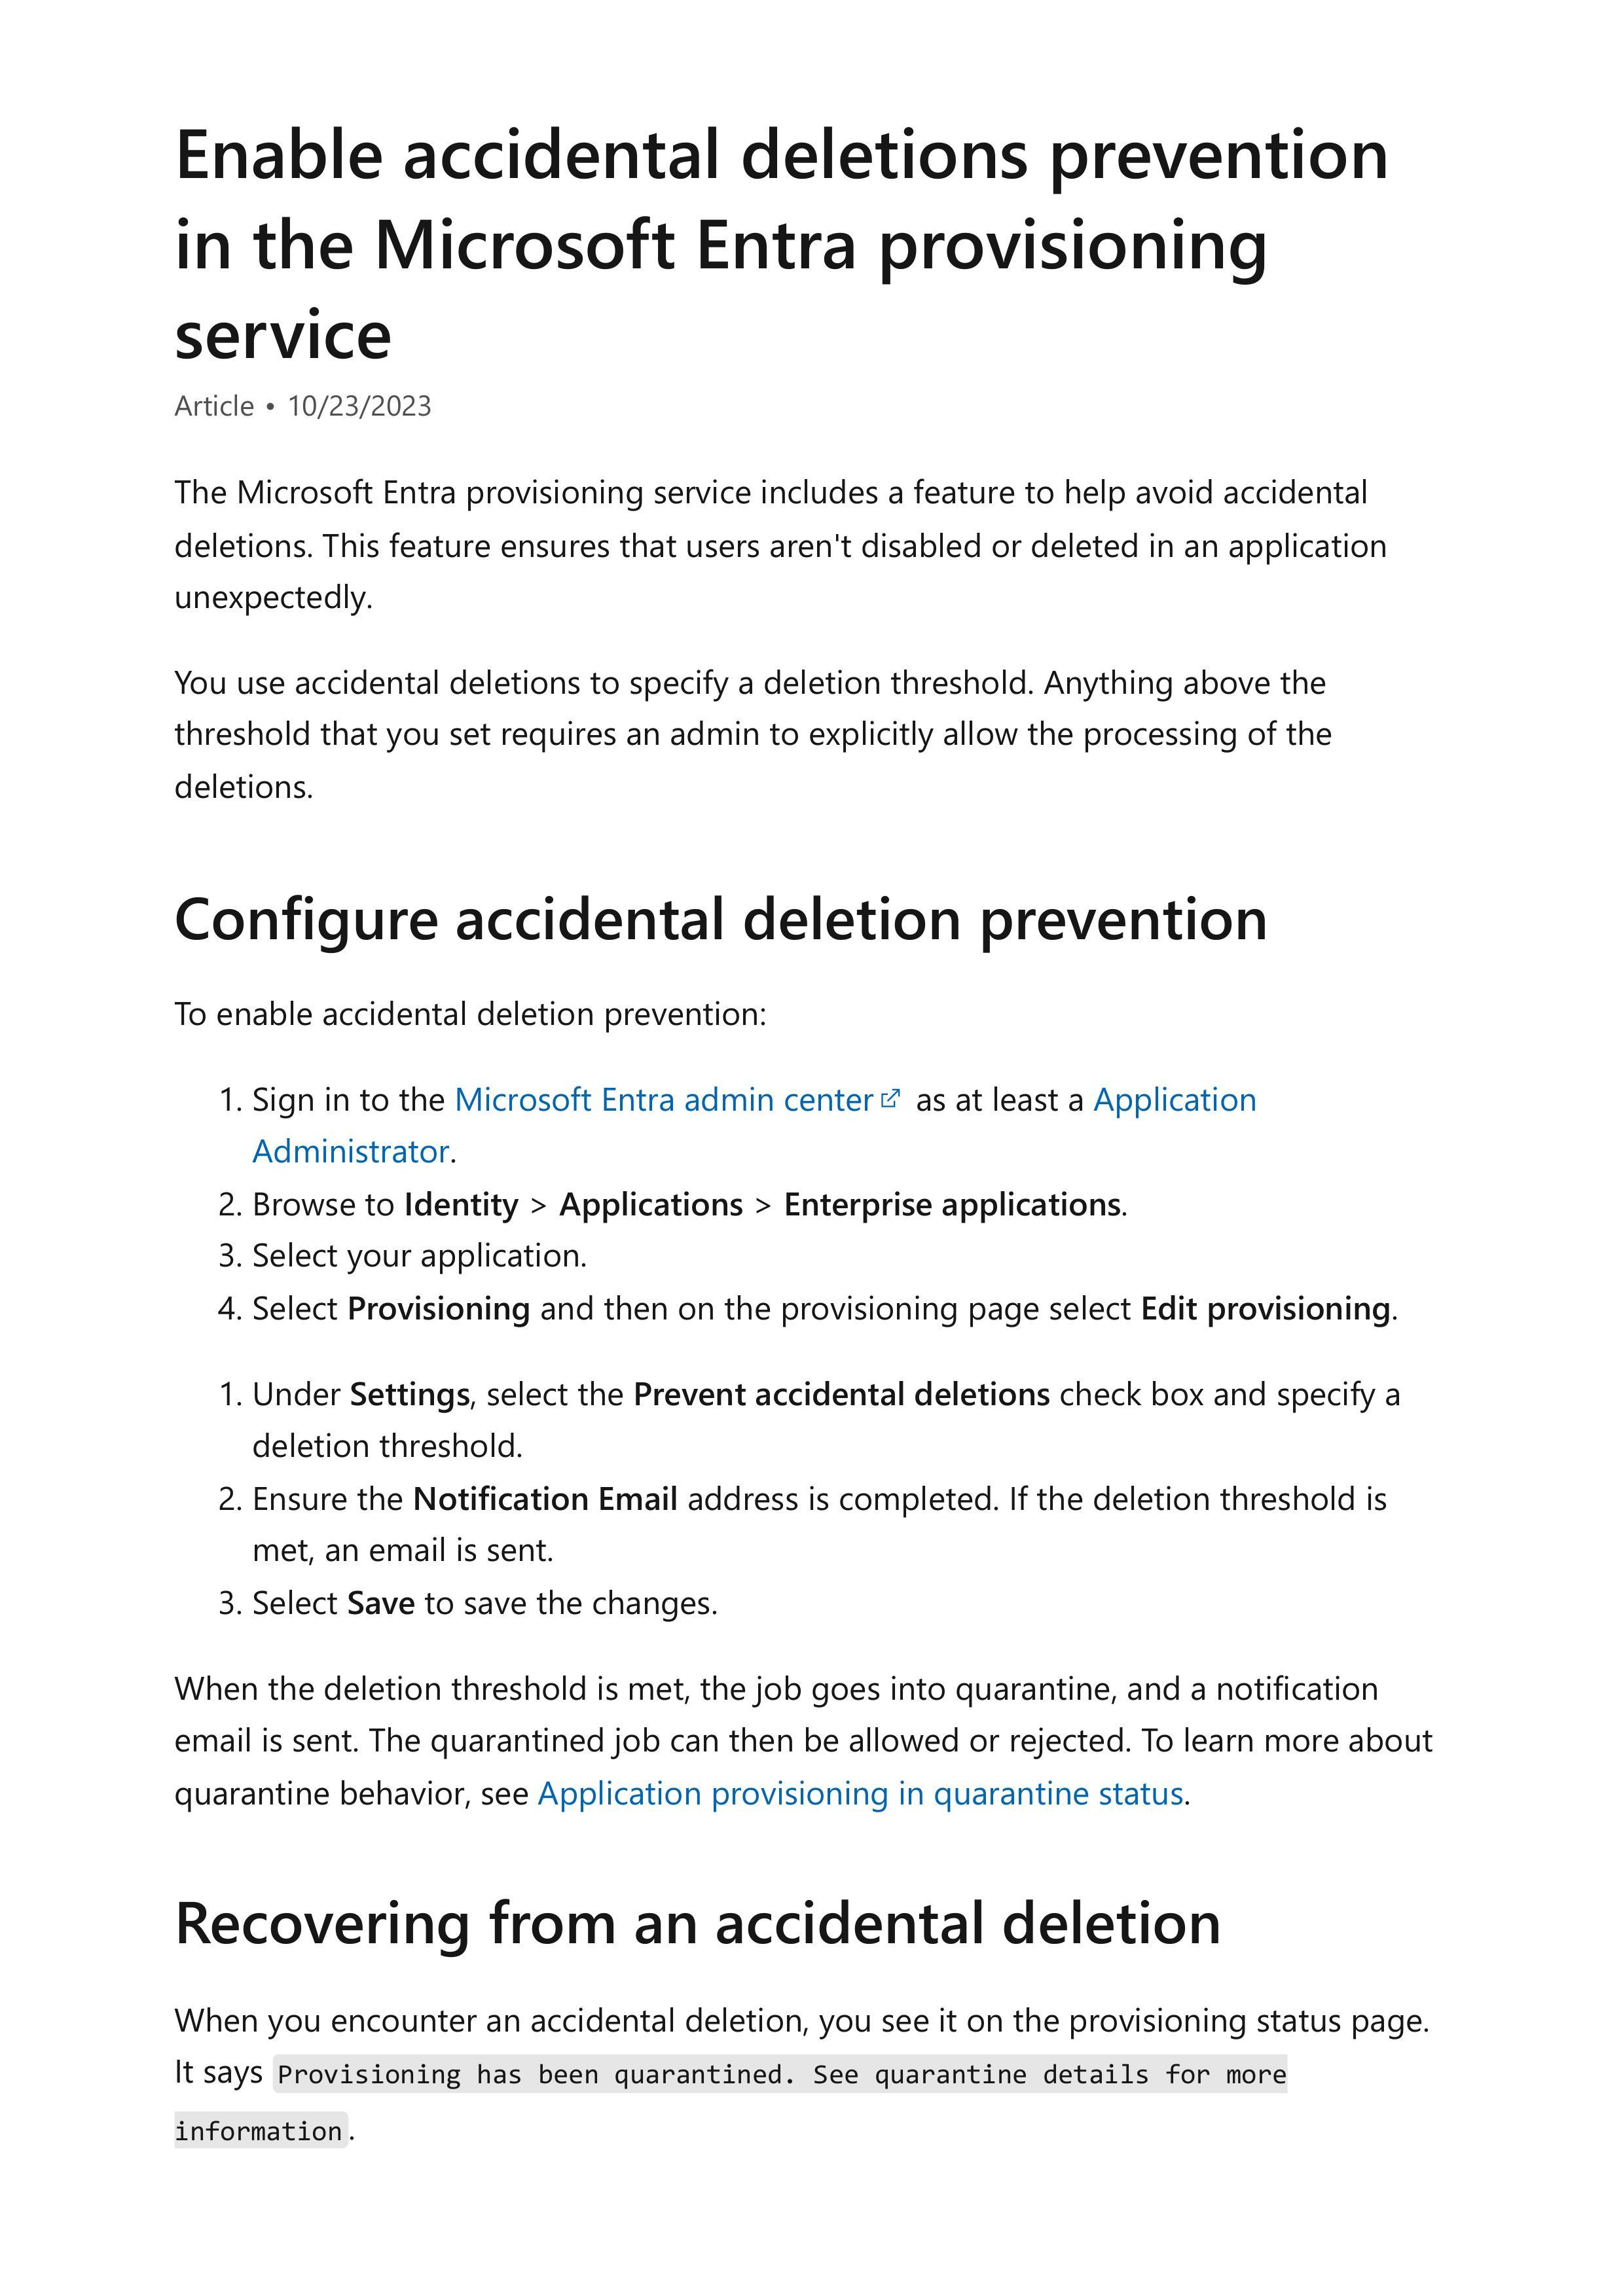 Enable accidental deletions prevention
in the Microsoft Entra provisioning
service
Article • 10/23/2023
The Microsoft Entra provisioning service includes a feature to help avoid accidental
deletions. This feature ensures that users aren't disabled or deleted in an application
unexpectedly.
You use accidental deletions to specify a deletion threshold. Anything above the
threshold that you set requires an admin to explicitly allow the processing of the
deletions.
Configure accidental deletion prevention
To enable accidental deletion prevention:
1. Sign in to the Microsoft Entra admin center as at least a Application
Administrator.
2. Browse to Identity > Applications > Enterprise applications.
3. Select your application.
4. Select Provisioning and then on the provisioning page select Edit provisioning.
1. Under Settings, select the Prevent accidental deletions check box and specify a
deletion threshold.
2. Ensure the Notification Email address is completed. If the deletion threshold is
met, an email is sent.
3. Select Save to save the changes.
When the deletion threshold is met, the job goes into quarantine, and a notification
email is sent. The quarantined job can then be allowed or rejected. To learn more about
quarantine behavior, see Application provisioning in quarantine status.
Recovering from an accidental deletion
When you encounter an accidental deletion, you see it on the provisioning status page.
It says Provisioning has been quarantined. See quarantine details for more
information.